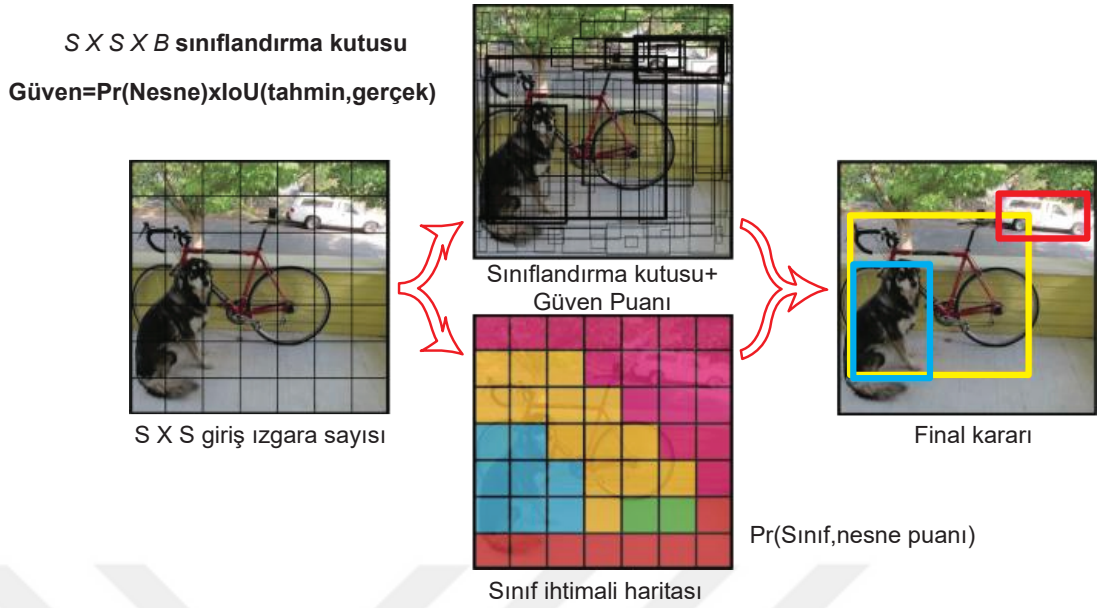 S X S X B sınıflandırma kutusu
Güven=Pr(Nesne)xIoU(tahmin,gerçek)
Sınıflandırma kutusu+
Güven Puanı
S X S giriş ızgara sayısı
Final kararı
Pr(Sınıf,nesne puanı)
Sınıf ihtimali haritası